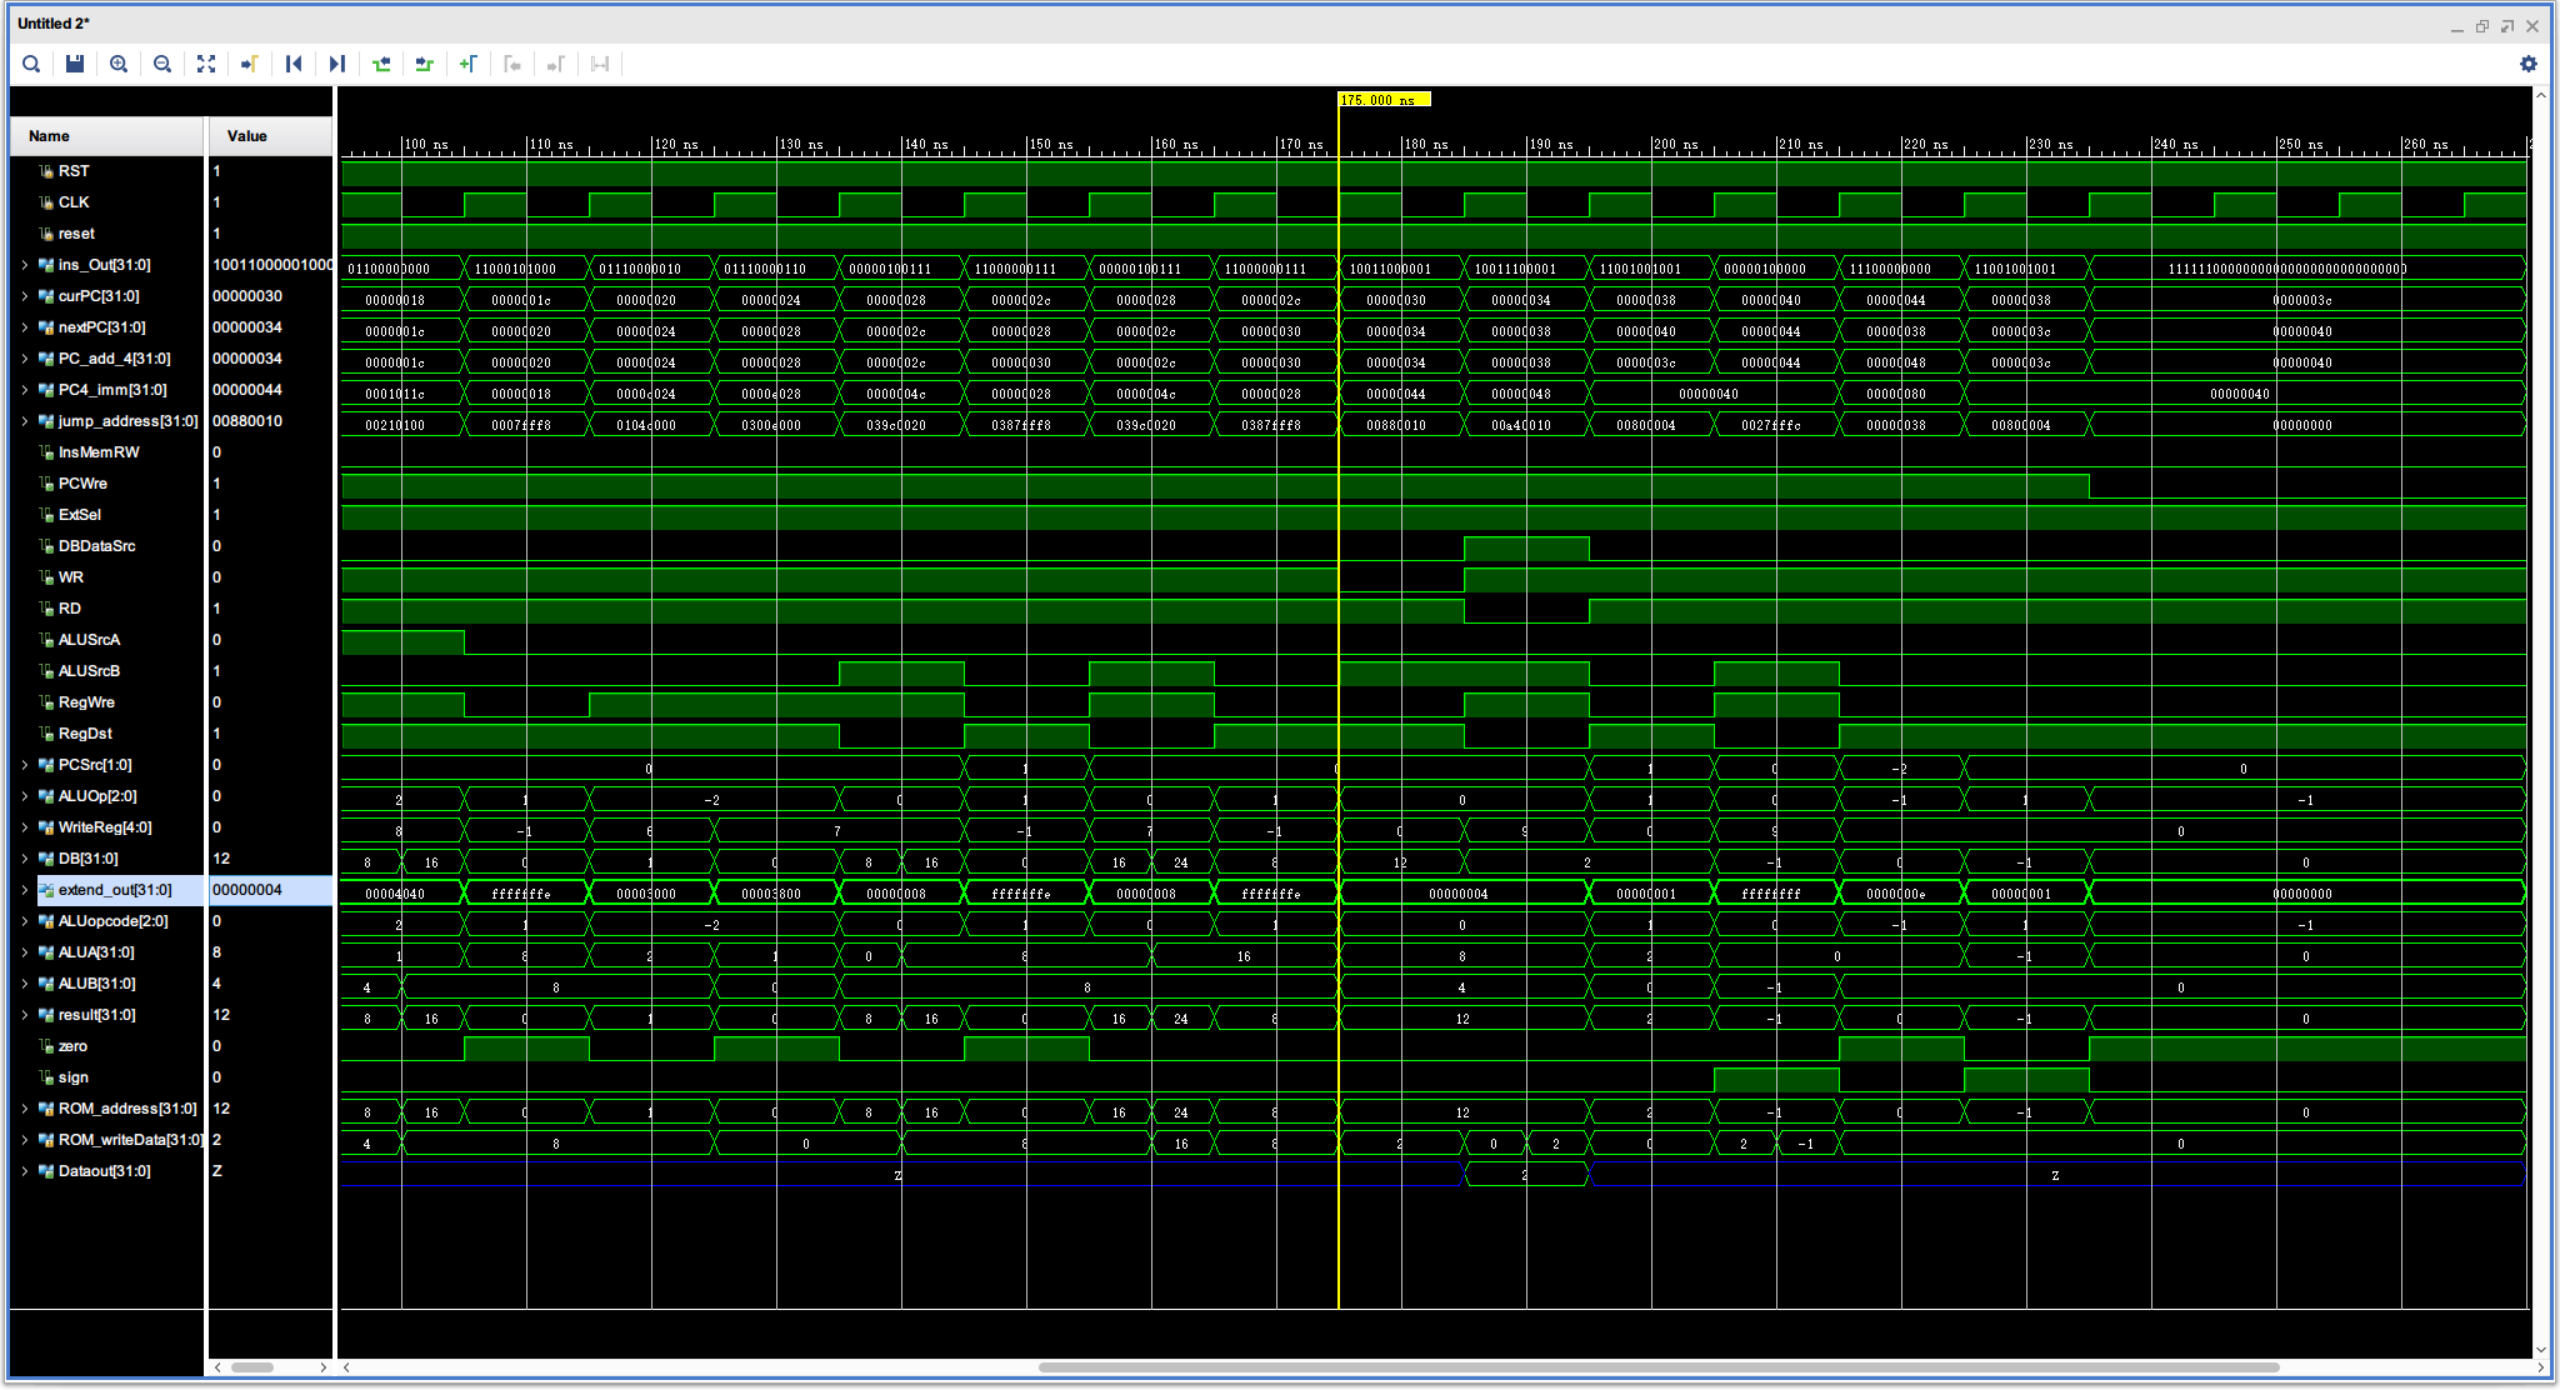 Untitled 2*
175.000 ns
Name Value
100 ns 110 ns 120 ns 130 ns 140 ns 150 ns 160 ns 170 ns 180 ns 190 ns 200 ns 210 ns 220 ns 230 ns 240 ns 250 ns 260 ns
RST 1
CLK 1
reset 1
ins_Out[31:0] 10011000001000 01100000000 11000101000 01110000010 01110000110 00000100111 11000000111 00000100111 11000000111 10011000001 10011100001 11001001001 00000100000 11100000000 11001001001
curPC[31:0] 00000030 00000018 0000001c 00000020 00000024 00000028 0000002c 00000028 0000002c 00000030 00000034 00000038 00000040 00000044 00000038 0000003c
nextPC[31:0] 00000034 0000001c 00000020 00000024 00000028 0000002c 00000028 0000002c 00000030 00000034 00000038 00000040 00000044 00000038 0000003c 00000040
PC_add_4[31:0] 00000034 0000001c 00000020 00000024 00000028 0000002c 00000030 0000002c 00000030 00000034 00000038 0000003c 00000044 00000048 0000003c 00000040
PC4_imm[31:0] 00000044 0001011c 00000018 0000c024 0000e028 0000004c 00000028 0000004c 00000028 00000044 00000048 00000040 00000080 00000040
jump_address[31:0] 00880010 00210100 0007fff8 0104c000 0300e000 039c0020 0387fff8 039c0020 0387fff8 00880010 00a40010 00800004 0027fffc 00000038 00800004 00000000
InsMemRW 0
PCWre 1
ExtSel 1
DBDataSrc 0
WR 0
RD 1
ALUSrcA 0
ALUSrcB 1
RegWre 0
RegDst 1
PCSrc[1:0] 0 0 1 0 1 0 -2 0
ALUOp[2:0] 0 2 1 -2 0 1 0 1 0 1 0 -1 1 -1
WriteReg[4:0] 0 8 -1 6 7 -1 7 -1 0 9 0 9 0
DB[31:0] 12 8 16 0 1 0 8 16 0 16 24 8 12 2 -1 0 -1 0
extend_out[31:0] 00000004 00004040 fffffffe 00003000 00003800 00000008 fffffffe 00000008 fffffffe 00000004 00000001 ffffffff 0000000e 00000001 00000000
ALUopcode[2:0] 0 2 1 -2 0 1 0 1 0 1 0 -1 1 -1
ALUA[31:0] 8 1 8 2 1 0 8 16 8 2 0 -1 0
ALUB[31:0] 4 4 8 0 8 4 0 -1 0
result[31:0] 12 8 16 0 1 0 8 16 0 16 24 8 12 2 -1 0 -1 0
zero 0
sign 0
ROM_address[31:0] 12 8 16 0 1 0 8 16 0 16 24 8 12 2 -1 0 -1 0
ROM_writeData[31:0] 2 4 8 0 8 16 8 2 0 2 0 2 -1 0
Dataout[31:0] Z Z 2 Z